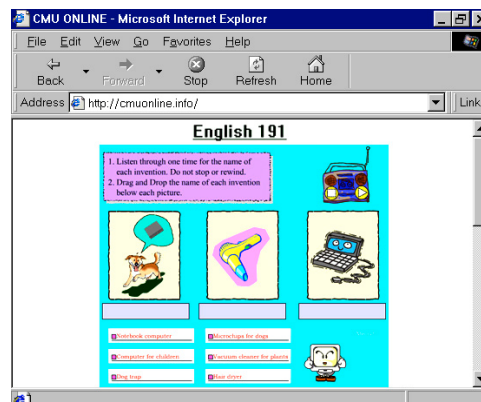 CMU ONLINE - Microsoft Internet Explorer
File Edit View Go Favorites Help
Back Forward Stop Refresh Home
Address http://cmuonline.info/ Link
English 191
1. Listen through one time for the name of
each invention. Do not stop or rewind.
2. Drag and Drop the name of each invention
below each picture.
Notebook computer
Microchips for dogs
Computer for children
Vacuum cleaner for plants
Dog traps
Hair dryer